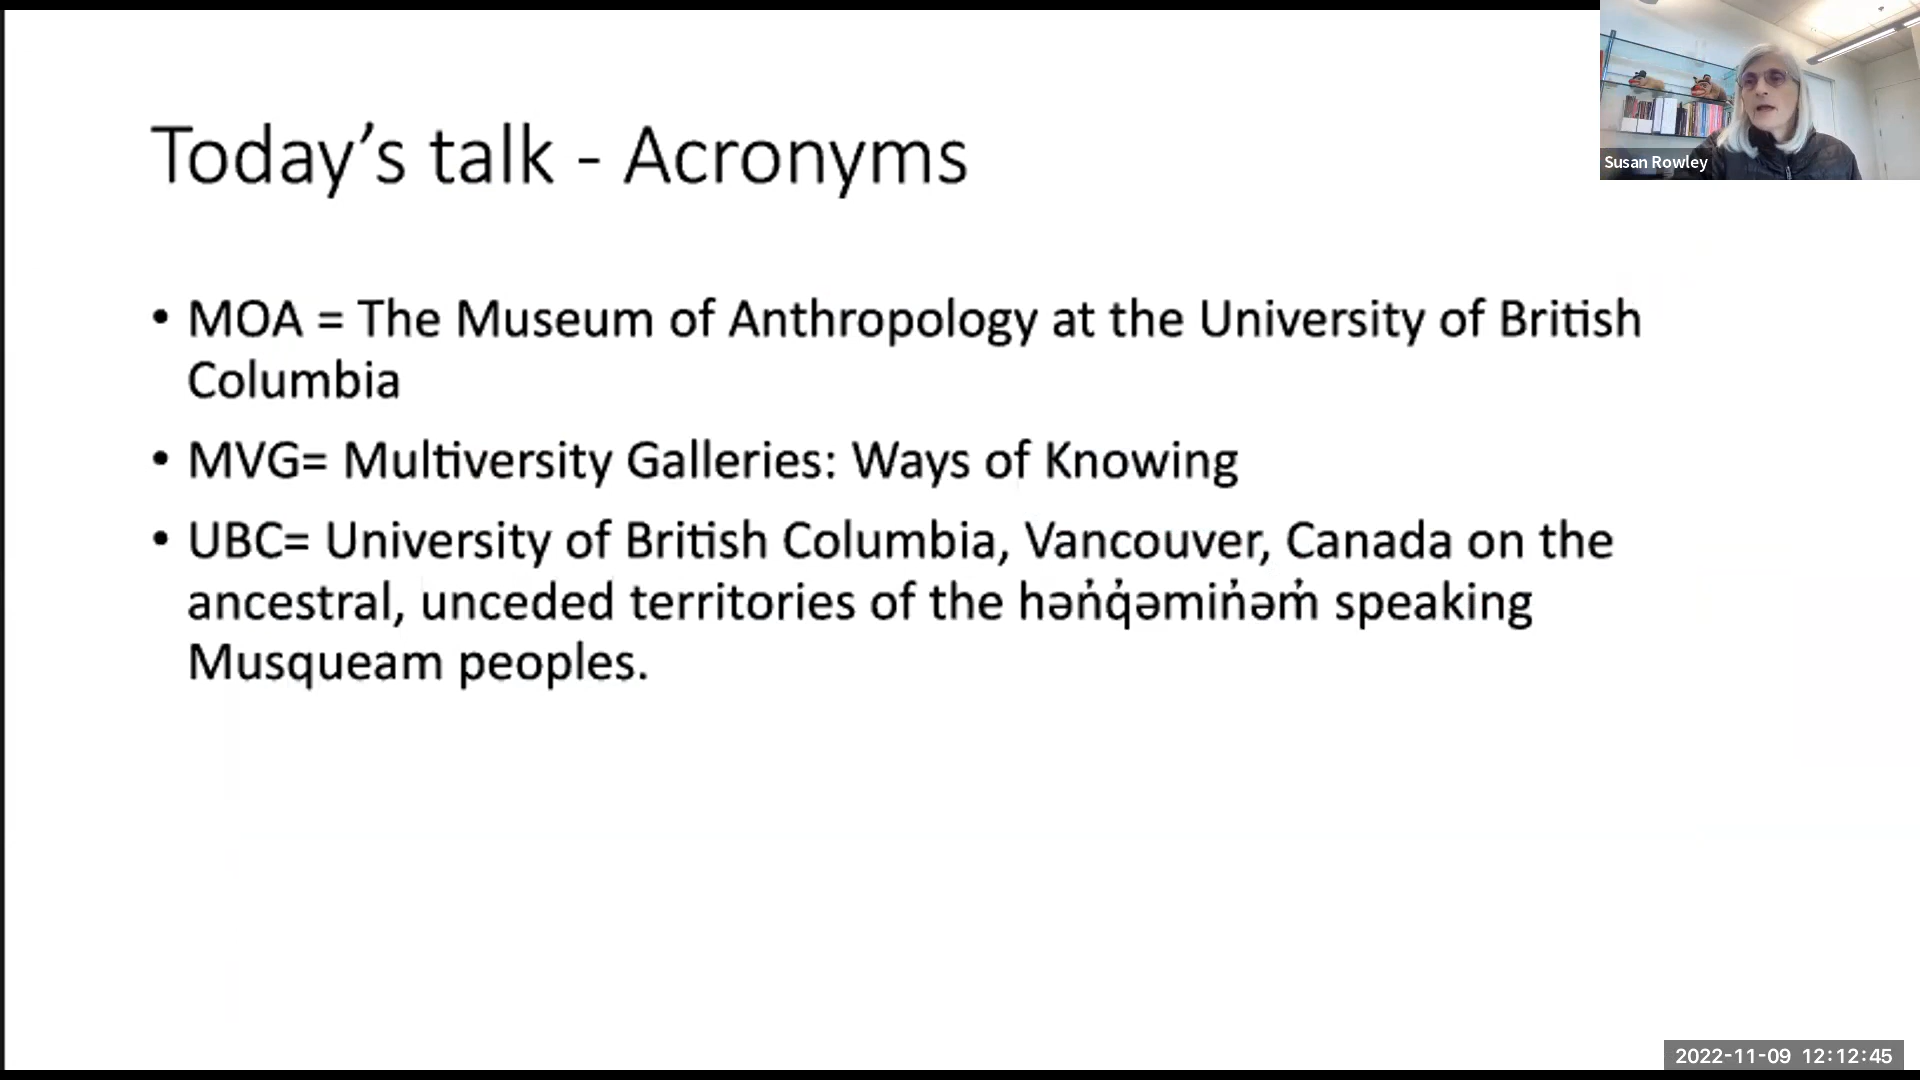 Today's talk - Acronyms
• MOA = The Museum of Anthropology at the University of British
Columbia
• MVG= Multiversity Galleries: Ways of Knowing
• UBC= University of British Columbia, Vancouver, Canada on the
ancestral, unceded territories of the hən̓q̓əmin̓əm̓ speaking
Musqueam peoples.
Susan Rowley
2022-11-09 12:12:45